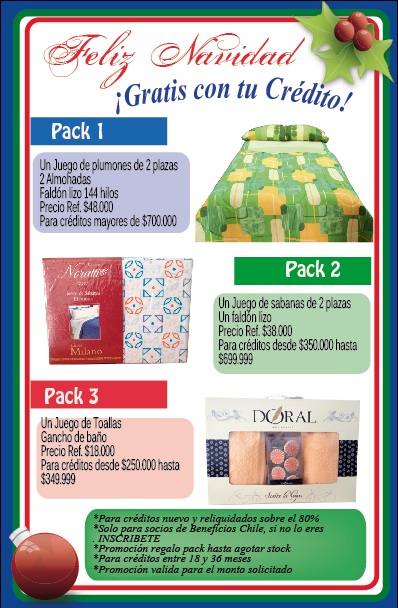 Feliz Navidad
¡Gratis con tu Crédito!
Pack 1
Un Juego de plumones de 2 plazas
2 Almohadas
Faldón lizo 144 hilos
Precio Ref. $48.000
Para créditos mayores de $700.000
Pack 2
Un Juego de sabanas de 2 plazas
Un faldón lizo
Precio Ref. $38.000
Para créditos desde $350.000 hasta
$699.999
Milano
Pack 3
Un Juego de Toallas
Gancho de baño
Precio Ref. $18.000
Para créditos desde $250.000 hasta
$349.999
DORAL
*Para créditos nuevo y reliquidados sobre el 80%
*Solo para socios de Beneficios Chile, si no lo eres
. INSCRIBETE
*Promoción regalo pack hasta agotar stock
*Para créditos entre 18 y 36 meses
*Promoción valida para el monto solicitado